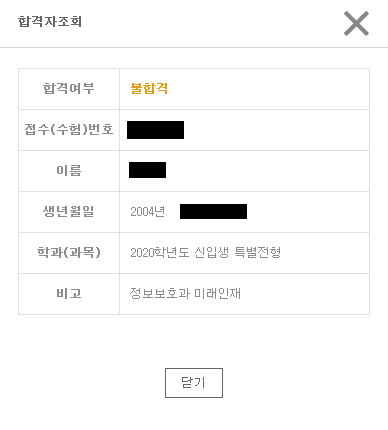 합격자조회
합격여부 불합격
접수(수험)번호
이름
생년월일 2004년
학과(과목) 2020학년도 신입생 특별전형
비고 정보보호과 미래인재
닫기